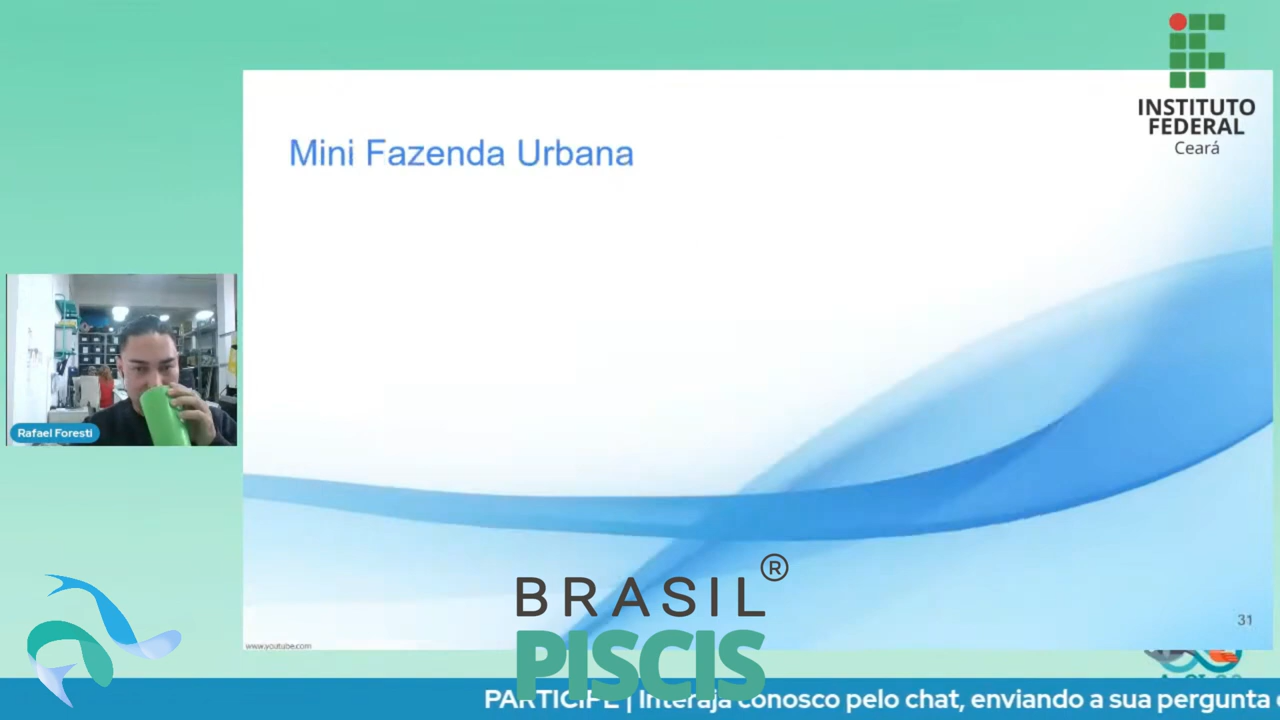 INSTITUTO
FEDERAL
Ceará
Mini Fazenda Urbana
Rafael Foresti
BRASIL®
PISCIS
31
www.youtube.com
PARTICIPE | Interaja conosco pelo chat, enviando a sua pergunta